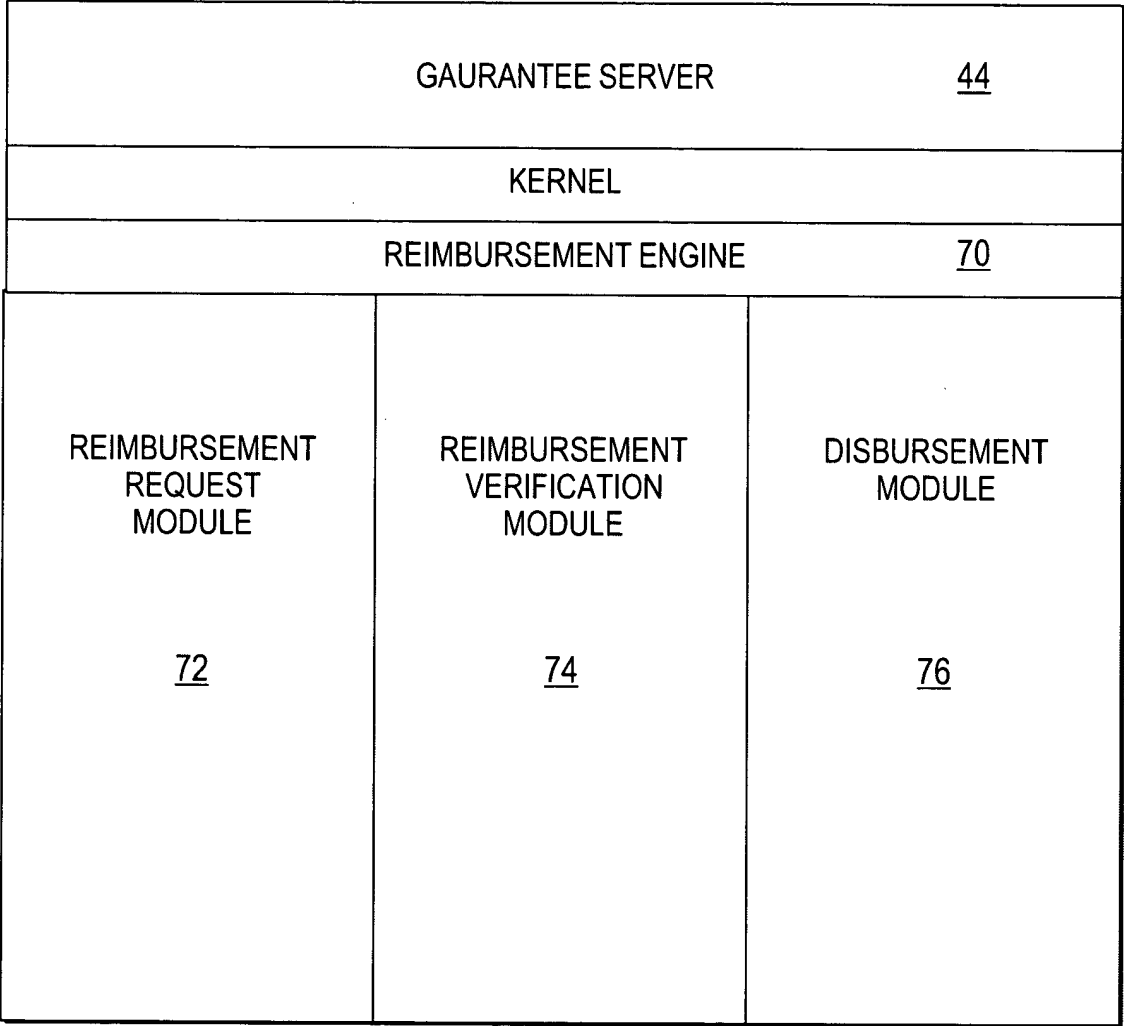 GAURANTEE SERVER 44
KERNEL
REIMBURSEMENT ENGINE 70
REIMBURSEMENT
REQUEST
MODULE
72
REIMBURSEMENT
VERIFICATION
MODULE
74
DISBURSEMENT
MODULE
76